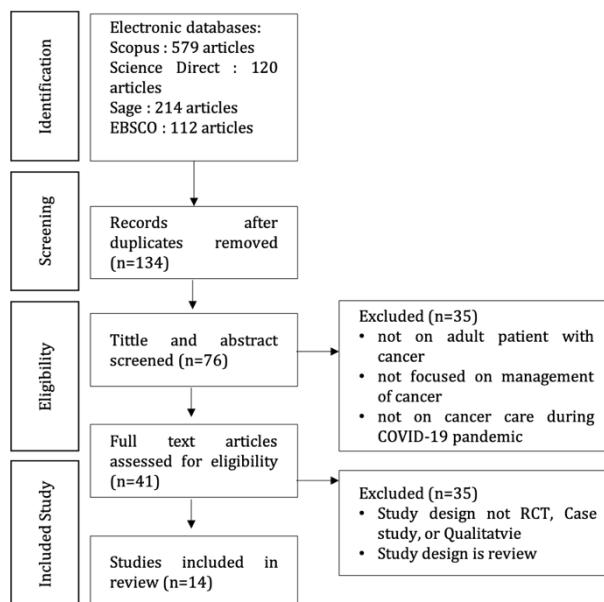 Identification
Electronic databases:
Scopus : 579 articles
Science Direct : 120
articles
Sage : 214 articles
EBSCO : 112 articles
Screening
Records after
duplicates removed
(n=134)
Eligibility
Tittle and abstract
screened (n=76)
Excluded (n=35)
• not on adult patient with
cancer
• not focused on management
of cancer
• not on cancer care during
COVID-19 pandemic
Full text articles
assessed for eligibility
(n=41)
Included Study
Excluded (n=35)
• Study design not RCT, Case
study, or Qualitatvie
• Study design is review
Studies included in
review (n=14)